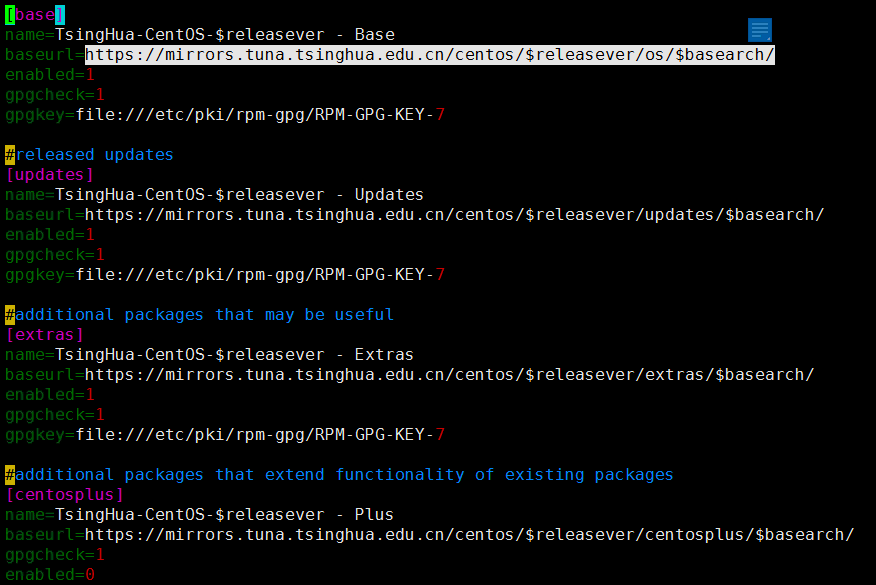 [base]
name=TsingHua-CentOS-$releasever - Base
baseurl=https://mirrors.tuna.tsinghua.edu.cn/centos/$releasever/os/$basearch/
enabled=1
gpgcheck=1
gpgkey=file:///etc/pki/rpm-gpg/RPM-GPG-KEY-7
#released updates
[updates]
name=TsingHua-CentOS-$releasever - Updates
baseurl=https://mirrors.tuna.tsinghua.edu.cn/centos/$releasever/updates/$basearch/
enabled=1
gpgcheck=1
gpgkey=file:///etc/pki/rpm-gpg/RPM-GPG-KEY-7
#additional packages that may be useful
[extras]
name=TsingHua-CentOS-$releasever - Extras
baseurl=https://mirrors.tuna.tsinghua.edu.cn/centos/$releasever/extras/$basearch/
enabled=1
gpgcheck=1
gpgkey=file:///etc/pki/rpm-gpg/RPM-GPG-KEY-7
#additional packages that extend functionality of existing packages
[centosplus]
name=TsingHua-CentOS-$releasever - Plus
baseurl=https://mirrors.tuna.tsinghua.edu.cn/centos/$releasever/centosplus/$basearch/
gpgcheck=1
enabled=0